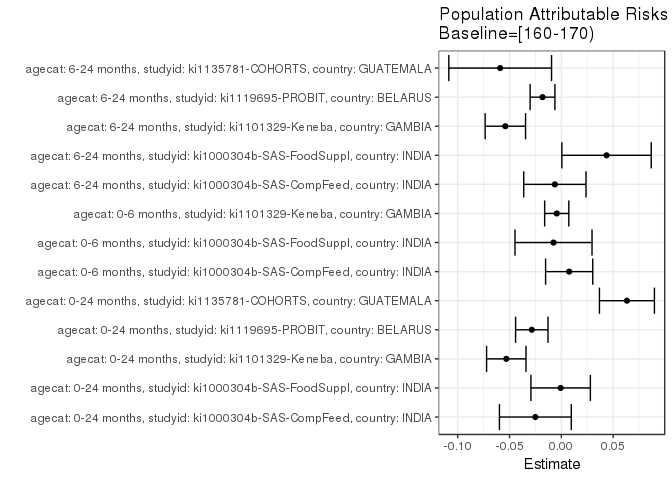 Population Attributable Risks
Baseline=[160-170)
agecat: 6-24 months, studyid: ki1135781-COHORTS, country: GUATEMALA
agecat: 6-24 months, studyid: ki1119695-PROBIT, country: BELARUS
agecat: 6-24 months, studyid: ki1101329-Keneba, country: GAMBIA
agecat: 6-24 months, studyid: ki1000304b-SAS-FoodSuppl, country: INDIA
agecat: 6-24 months, studyid: ki1000304b-SAS-CompFeed, country: INDIA
agecat: 0-6 months, studyid: ki1101329-Keneba, country: GAMBIA
agecat: 0-6 months, studyid: ki1000304b-SAS-FoodSuppl, country: INDIA
agecat: 0-6 months, studyid: ki1000304b-SAS-CompFeed, country: INDIA
agecat: 0-24 months, studyid: ki1135781-COHORTS, country: GUATEMALA
agecat: 0-24 months, studyid: ki1119695-PROBIT, country: BELARUS
agecat: 0-24 months, studyid: ki1101329-Keneba, country: GAMBIA
agecat: 0-24 months, studyid: ki1000304b-SAS-FoodSuppl, country: INDIA
agecat: 0-24 months, studyid: ki1000304b-SAS-CompFeed, country: INDIA
-0.10 -0.05 0.00 0.05
Estimate